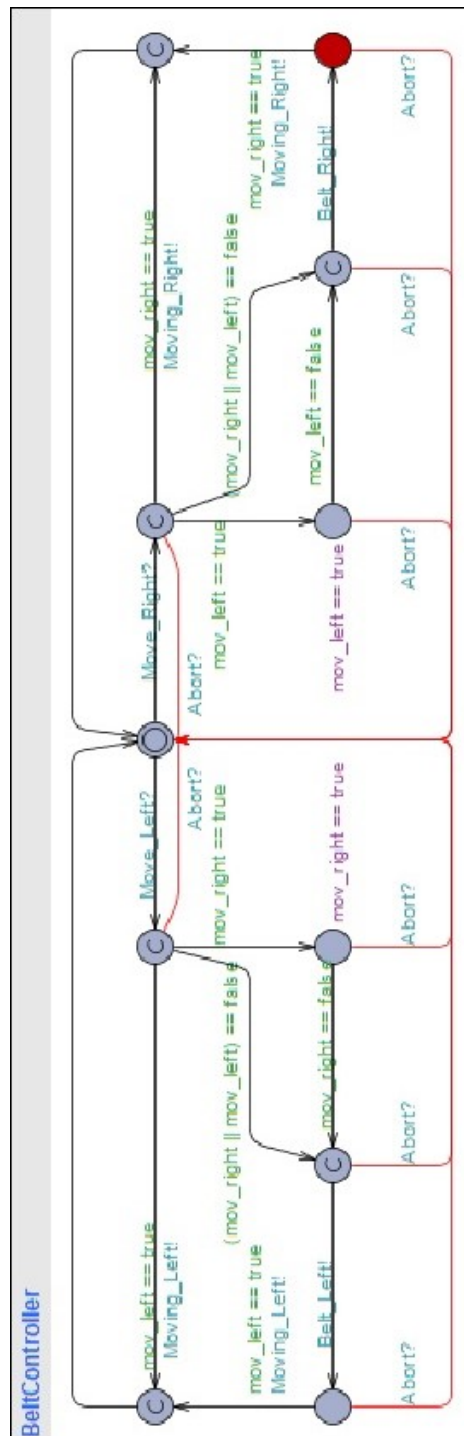 BeltController
mov_left == true
Moving_Left!
Move_Left?
Move_Right?
mov_right == true
Moving_Right!
Abort?
Abort?
mov_right == true
mov_left == true
( mov_right || mov_left) == false
(mov_right || mov_left) == false
mov_left == true
Moving_Left!
mov_right == true
Moving_Right!
Belt_Left!
mov_right == false
mov_right == true
mov_left == true
mov_left == false
Belt_Right!
Abort?
Abort?
Abort?
Abort?
Abort?
Abort?